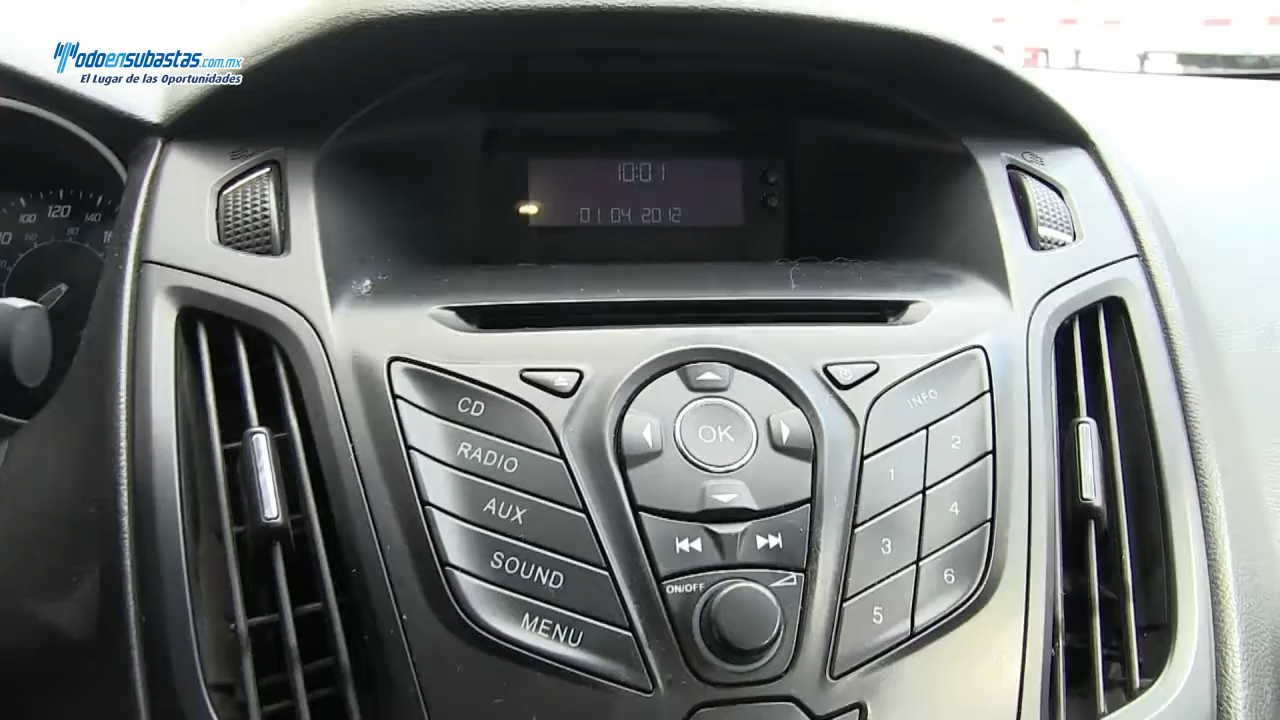 Todoensubastas.com.mx
El Lugar de las Oportunidades
10:01
01.04 2012
100 120 140
80
CD
RADIO
AUX
SOUND
MENU
OK
ON/OFF
INFO
1 2
3 4
5 6